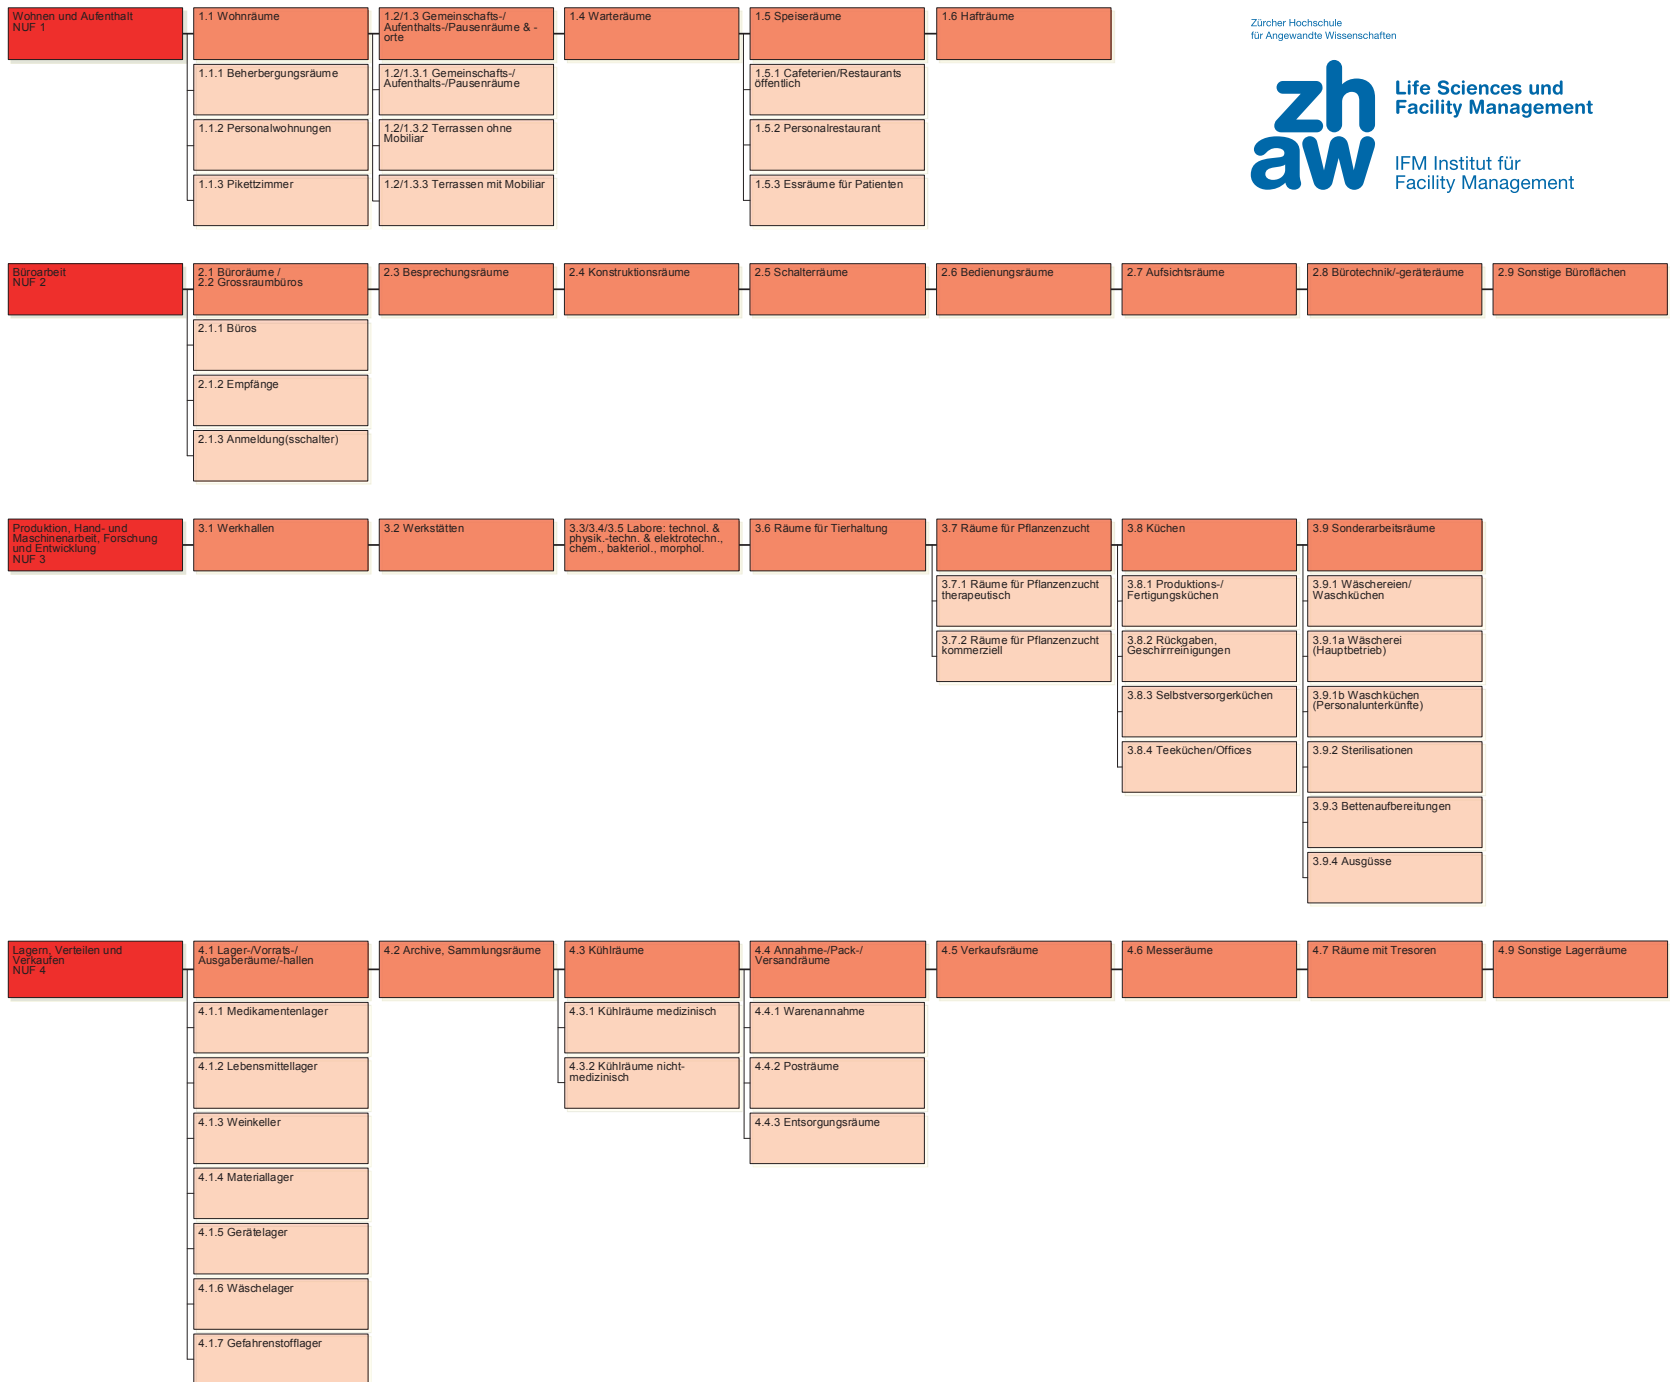 Wohnen und Aufenthalt
NUF 1
1.1 Wohnräume
1.2/1.3 Gemeinschafts-/
Aufenthalts-/Pausenräume & -
orte
1.4 Warteräume
1.5 Speiseräume
1.6 Hafträume
1.1.1 Beherbergungsräume
1.2/1.3.1 Gemeinschafts-/
Aufenthalts-/Pausenräume
1.5.1 Cafeterien/Restaurants
öffentlich
1.1.2 Personalwohnungen
1.2/1.3.2 Terrassen ohne
Mobiliar
1.5.2 Personalrestaurant
1.1.3 Pikettzimmer
1.2/1.3.3 Terrassen mit Mobiliar
1.5.3 Essräume für Patienten
Zürcher Hochschule
für Angewandte Wissenschaften
zh
aw
Life Sciences und
Facility Management
IFM Institut für
Facility Management
Büroarbeit
NUF 2
2.1 Büroräume /
2.2 Grossraumbüros
2.3 Besprechungsräume
2.4 Konstruktionsräume
2.5 Schalterräume
2.6 Bedienungsräume
2.7 Aufsichtsräume
2.8 Bürotechnik/-geräteräume
2.9 Sonstige Büroflächen
2.1.1 Büros
2.1.2 Empfänge
2.1.3 Anmeldung(sschalter)
Produktion, Hand- und
Maschinenarbeit, Forschung
und Entwicklung
NUF 3
3.1 Werkhallen
3.2 Werkstätten
3.3/3.4/3.5 Labore: technol. &
physik.-techn. & elektrotechn.,
chem., bakteriol., morphol.
3.6 Räume für Tierhaltung
3.7 Räume für Pflanzenzucht
3.8 Küchen
3.9 Sonderarbeitsräume
3.7.1 Räume für Pflanzenzucht
therapeutisch
3.8.1 Produktions-/
Fertigungsküchen
3.9.1 Wäschereien/
Waschküchen
3.7.2 Räume für Pflanzenzucht
kommerziell
3.8.2 Rückgaben,
Geschirrreinigungen
3.9.1a Wäscherei
(Hauptbetrieb)
3.8.3 Selbstversorgerküchen
3.9.1b Waschküchen
(Personalunterkünfte)
3.8.4 Teeküchen/Offices
3.9.2 Sterilisationen
3.9.3 Bettenaufbereitungen
3.9.4 Ausgüsse
Lagern, Verteilen und
Verkaufen
NUF 4
4.1 Lager-/Vorrats-/
Ausgaberäume/-hallen
4.2 Archive, Sammlungsräume
4.3 Kühlräume
4.4 Annahme-/Pack-/
Versandräume
4.5 Verkaufsräume
4.6 Messeräume
4.7 Räume mit Tresoren
4.9 Sonstige Lagerräume
4.1.1 Medikamentenlager
4.3.1 Kühlräume medizinisch
4.4.1 Warenannahme
4.1.2 Lebensmittellager
4.3.2 Kühlräume nicht-
medizinisch
4.4.2 Posträume
4.1.3 Weinkeller
4.4.3 Entsorgungsräume
4.1.4 Materiallager
4.1.5 Gerätelager
4.1.6 Wäschelager
4.1.7 Gefahrenstofflager